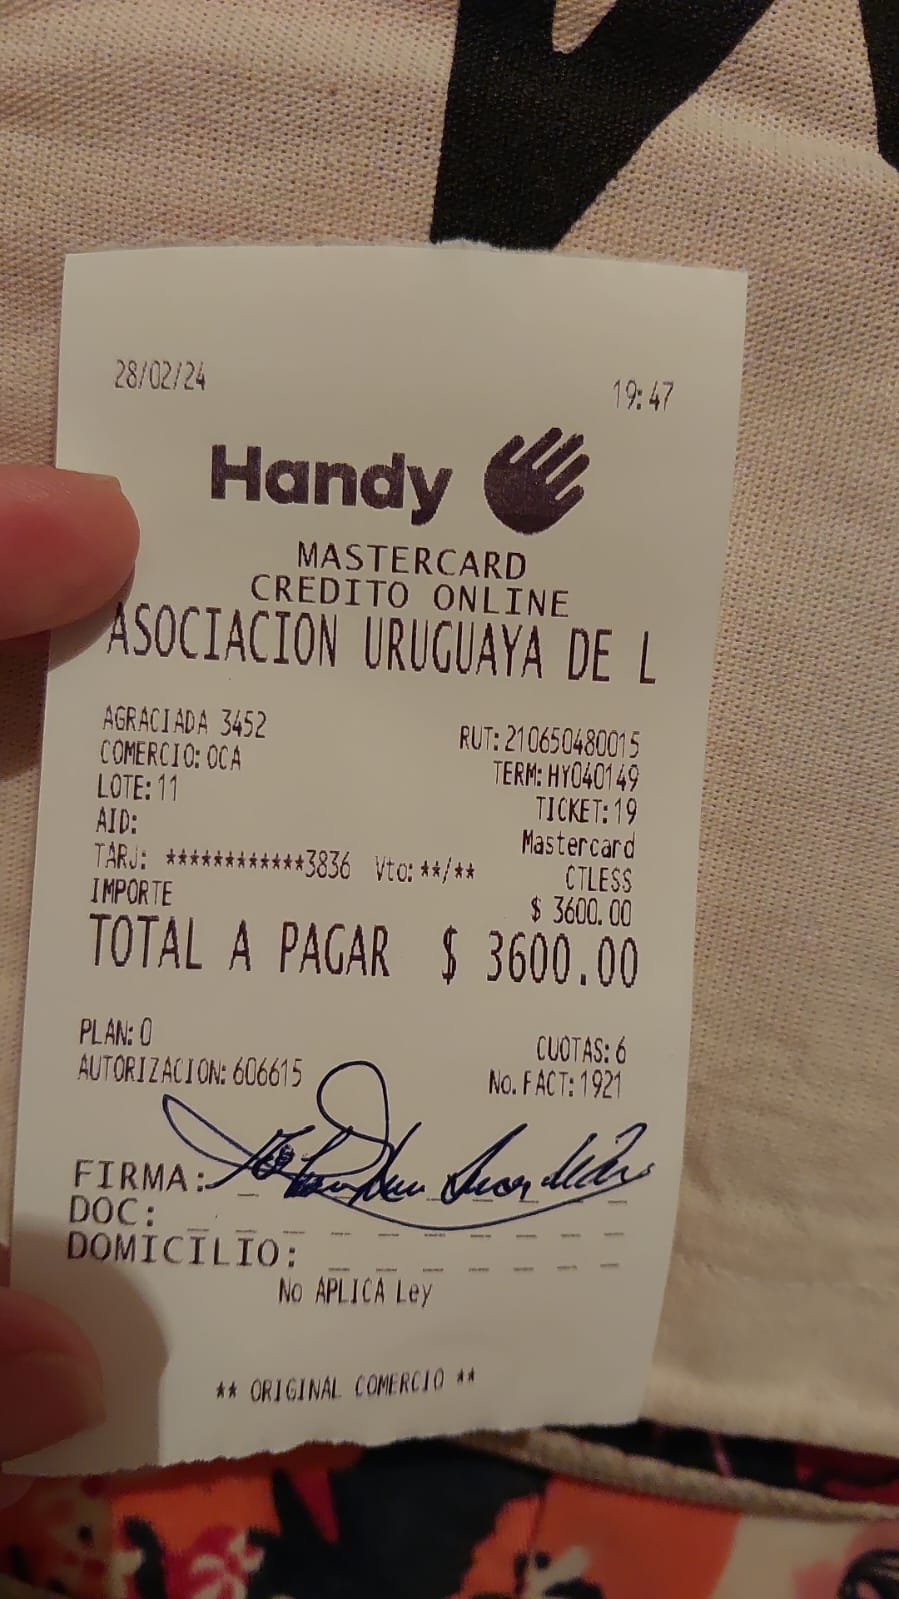 28/02/24 19:47
Handy
MASTERCARD
CREDITO ONLINE
ASOCIACION URUGUAYA DE L
AGRACIADA 3452 RUT: 210650480015
COMERCIO: OCA TERM: HY040149
LOTE: 11 TICKET: 19
AID: Mastercard
TARJ: ************3836 Vto: **/** CTLESS
IMPORTE $ 3600.00
TOTAL A PAGAR $ 3600.00
PLAN: 0 CUOTAS: 6
AUTORIZACION: 606615 No. FACT: 1921
FIRMA:
DOC:
DOMICILIO:
No APLICA Ley
** ORIGINAL COMERCIO **